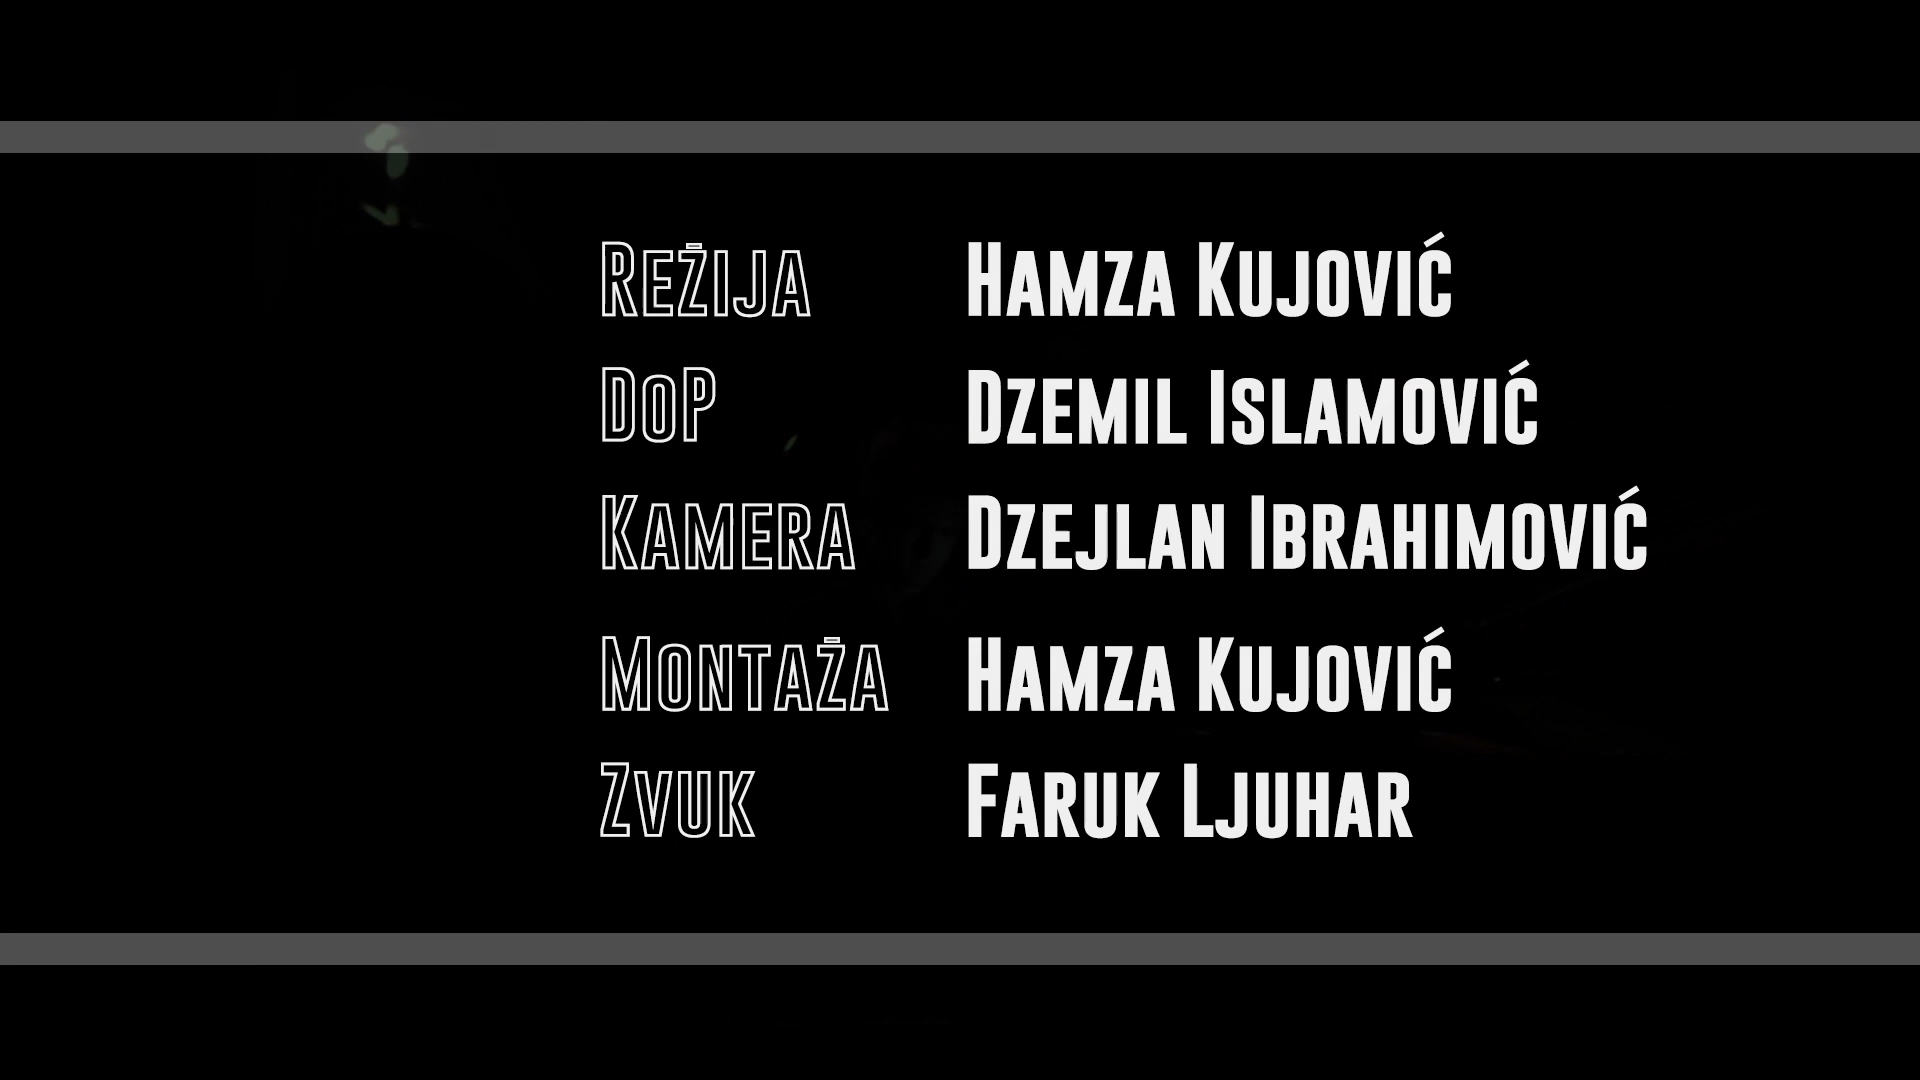 Režija Hamza Kujović
DoP Dzemil Islamović
Kamera Dzejlan Ibrahimović
Montaža Hamza Kujović
Zvuk Faruk Ljuhar